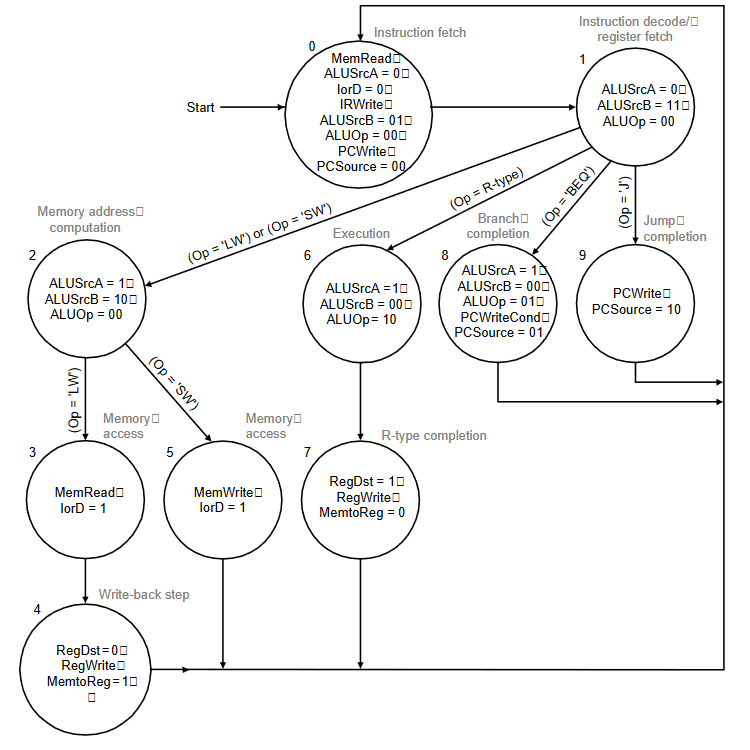 Instruction fetch
0
MemRead
ALUSrcA = 0
IorD = 0
IRWrite
ALUSrcB = 01
ALUOp = 00
PCWrite
PCSource = 00
Start
Instruction decode/
register fetch
1
ALUSrcA = 0
ALUSrcB = 11
ALUOp = 00
(Op = 'LW') or (Op = 'SW')
(Op = R-type)
(Op = 'BEQ')
(Op = 'J')
Memory address
computation
2
ALUSrcA = 1
ALUSrcB = 10
ALUOp = 00
Execution
6
ALUSrcA = 1
ALUSrcB = 00
ALUOp = 10
Branch
completion
8
ALUSrcA = 1
ALUSrcB = 00
ALUOp = 01
PCWriteCond
PCSource = 01
Jump
completion
9
PCWrite
PCSource = 10
(Op = 'LW')
(Op = 'SW')
Memory
access
3
MemRead
IorD = 1
Memory
access
5
MemWrite
IorD = 1
R-type completion
7
RegDst = 1
RegWrite
MemtoReg = 0
Write-back step
4
RegDst = 0
RegWrite
MemtoReg = 1